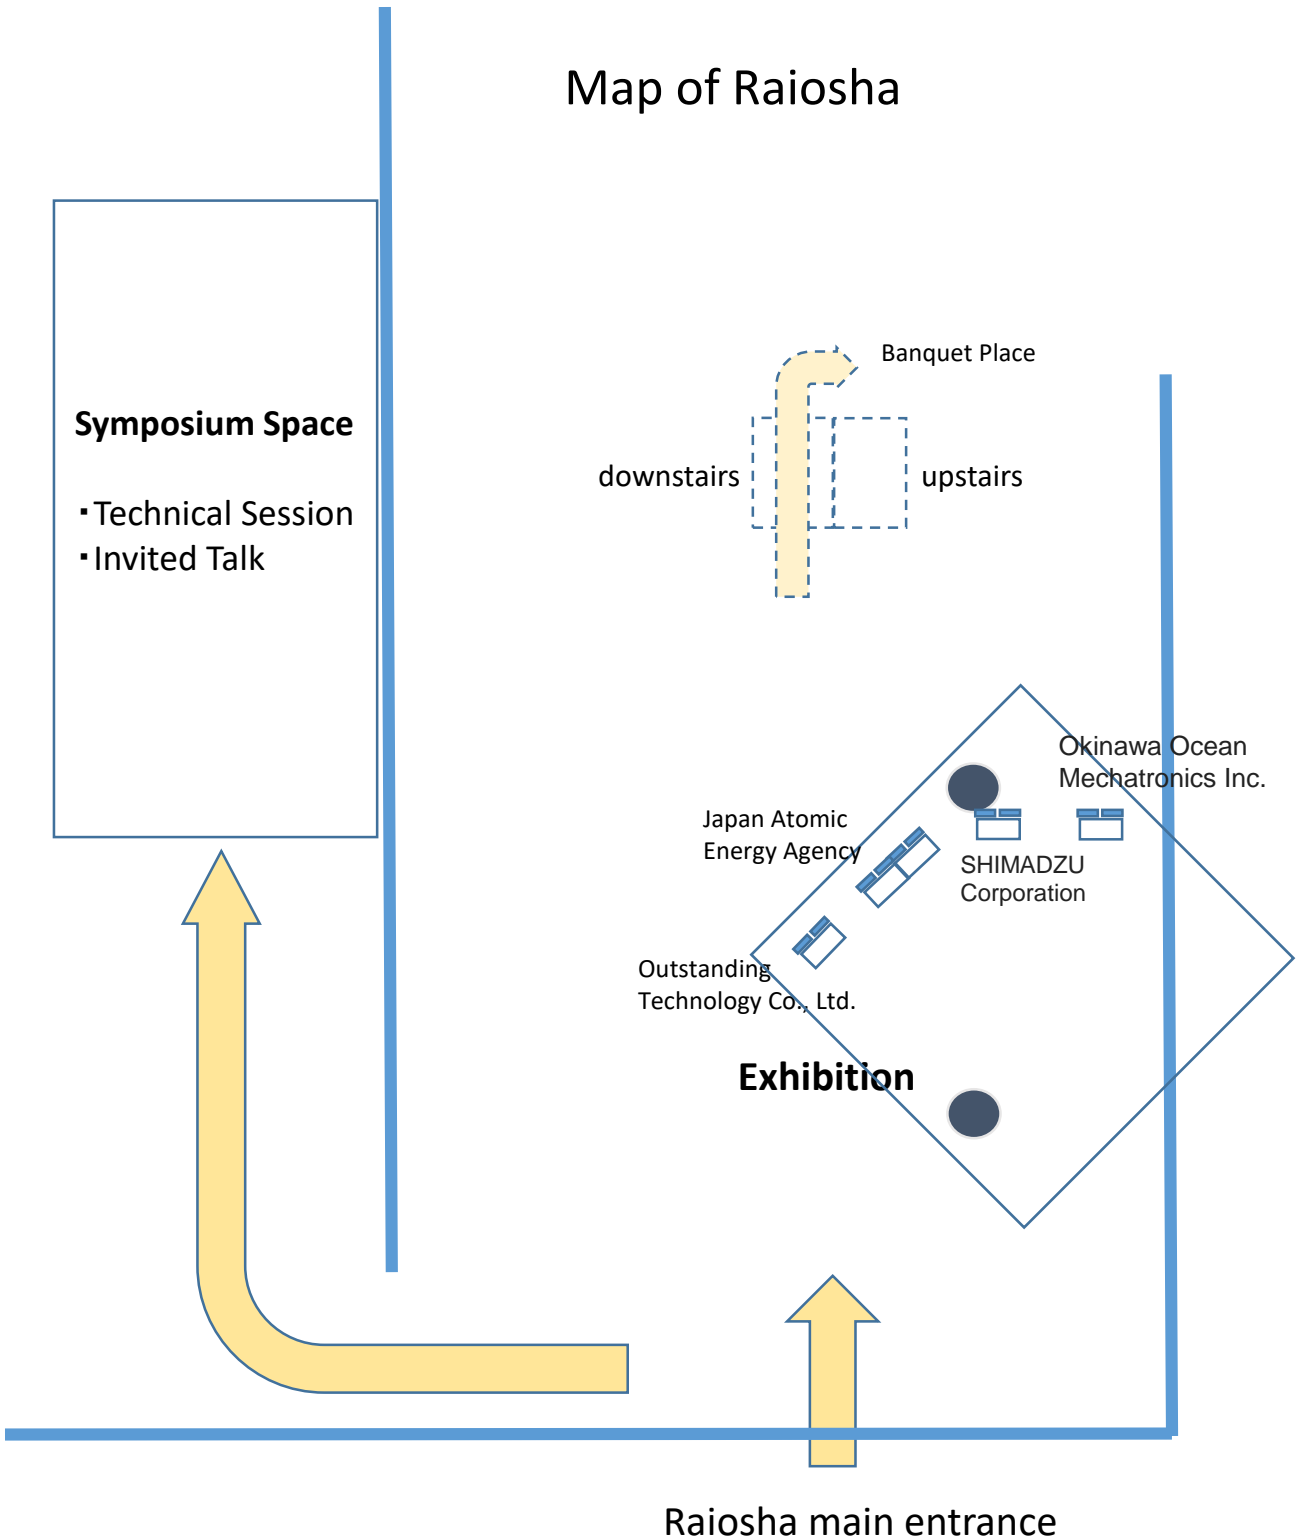 Map of Raiosha
Banquet Place
Symposium Space
downstairs
upstairs
・Technical Session
・Invited Talk
Okinawa Ocean
Mechatronics Inc.
Japan Atomic
Energy Agency
SHIMADZU
Corporation
Outstanding
Technology Co., Ltd.
Exhibition
Raiosha main entrance